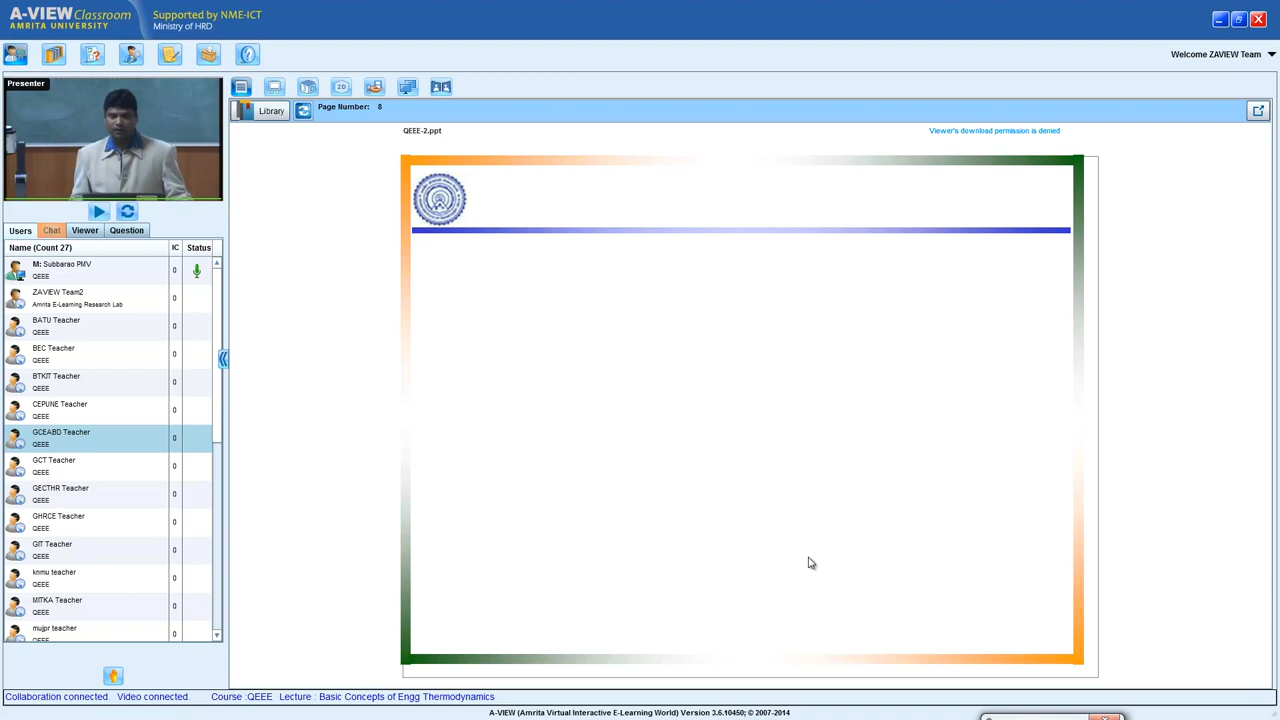 A-VIEW Classroom
AMRITA UNIVERSITY
Supported by NME-ICT
Ministry of HRD
Welcome ZAVIEW Team
Presenter
2D
Library
Page Number: 8
QEEE-2.ppt
Viewer's download permission is denied
Users Chat Viewer Question
Name (Count 27) IC Status
M: Subbarao PMV
QEEE
0
ZAVIEW Team2
Amrita E-Learning Research Lab
0
BATU Teacher
QEEE
0
BEC Teacher
QEEE
0
BTKIT Teacher
QEEE
0
CEPUNE Teacher
QEEE
0
GCEABD Teacher
QEEE
0
GCT Teacher
QEEE
0
GECTHR Teacher
QEEE
0
GHRCE Teacher
QEEE
0
GIT Teacher
QEEE
0
knmu teacher
QEEE
0
MITKA Teacher
QEEE
0
mujpr teacher
QEEE
0
Collaboration connected. Video connected. Course :QEEE Lecture : Basic Concepts of Engg Thermodynamics
A-VIEW (Amrita Virtual Interactive E-Learning World) Version 3.6.10450; © 2007-2014